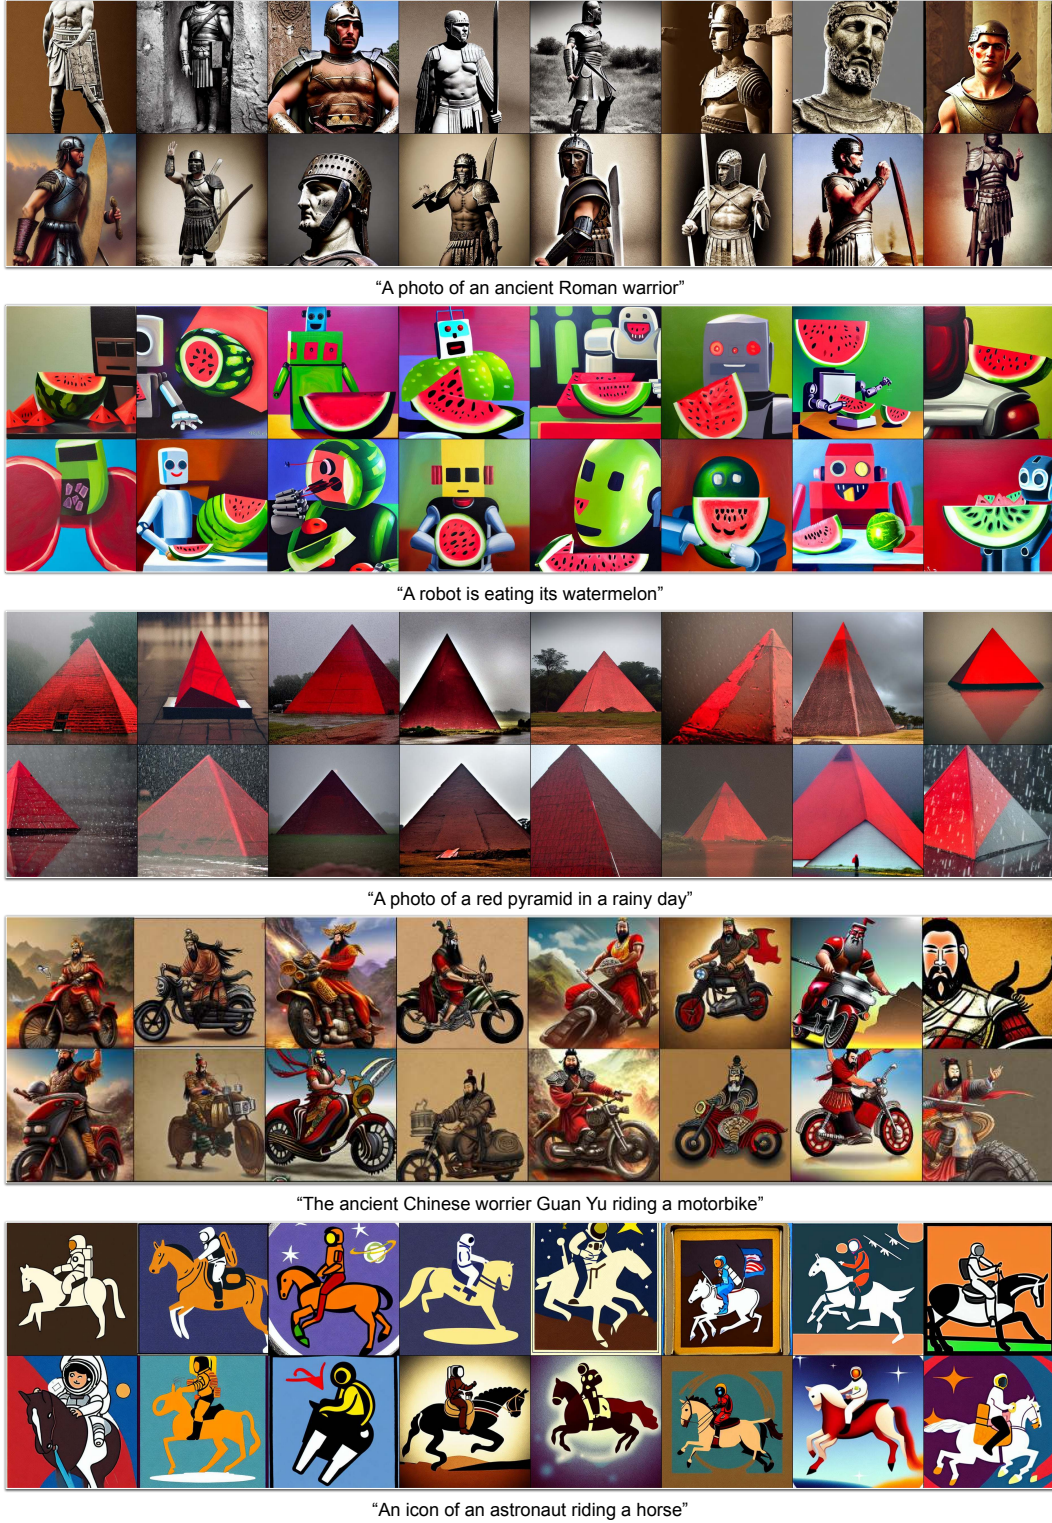 “A photo of an ancient Roman warrior”
“A robot is eating its watermelon”
“A photo of a red pyramid in a rainy day”
“The ancient Chinese worrier Guan Yu riding a motorbike”
“An icon of an astronaut riding a horse”